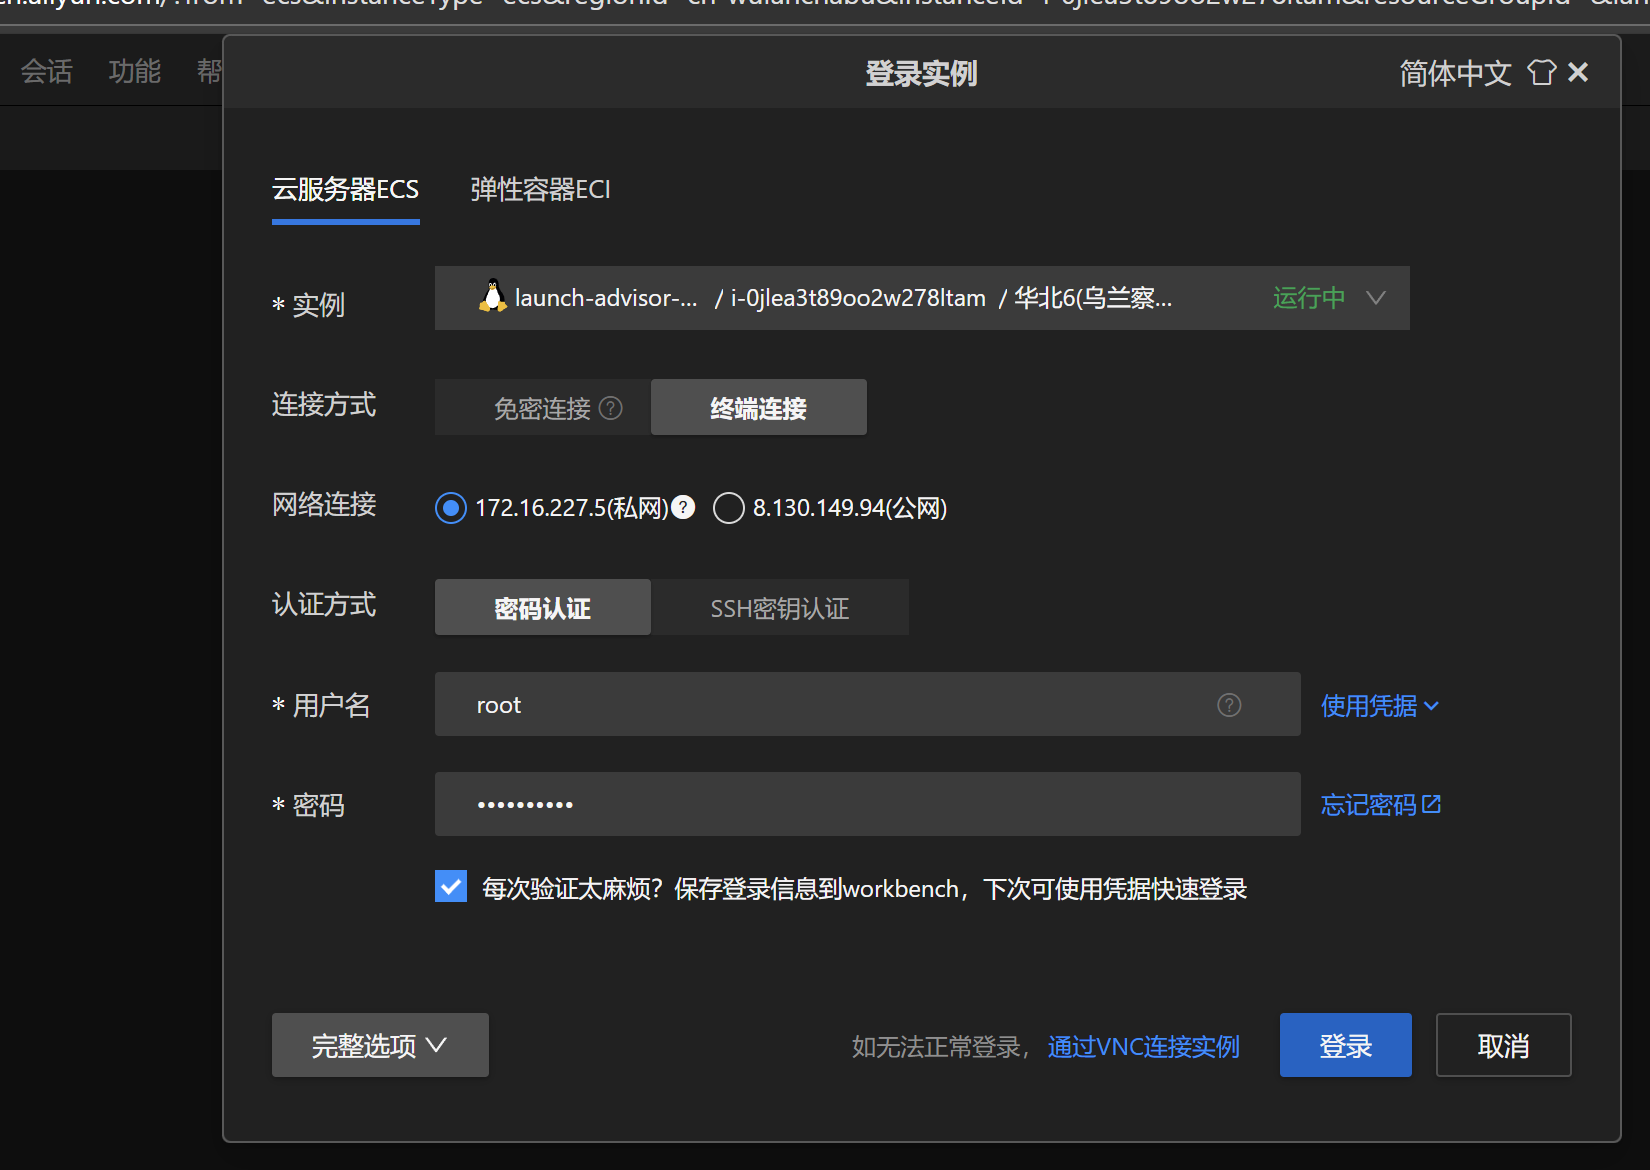 会话 功能 帮
登录实例
简体中文
云服务器ECS 弹性容器ECI
* 实例 launch-advisor-... / i-0jlea3t89oo2w278ltam / 华北6(乌兰察... 运行中
连接方式 免密连接 ? 终端连接
网络连接 172.16.227.5(私网) ? 8.130.149.94(公网)
认证方式 密码认证 SSH密钥认证
* 用户名 root ? 使用凭据
* 密码 •••••••••• 忘记密码
每次验证太麻烦？保存登录信息到workbench，下次可使用凭据快速登录
完整选项 如无法正常登录，通过VNC连接实例 登录 取消